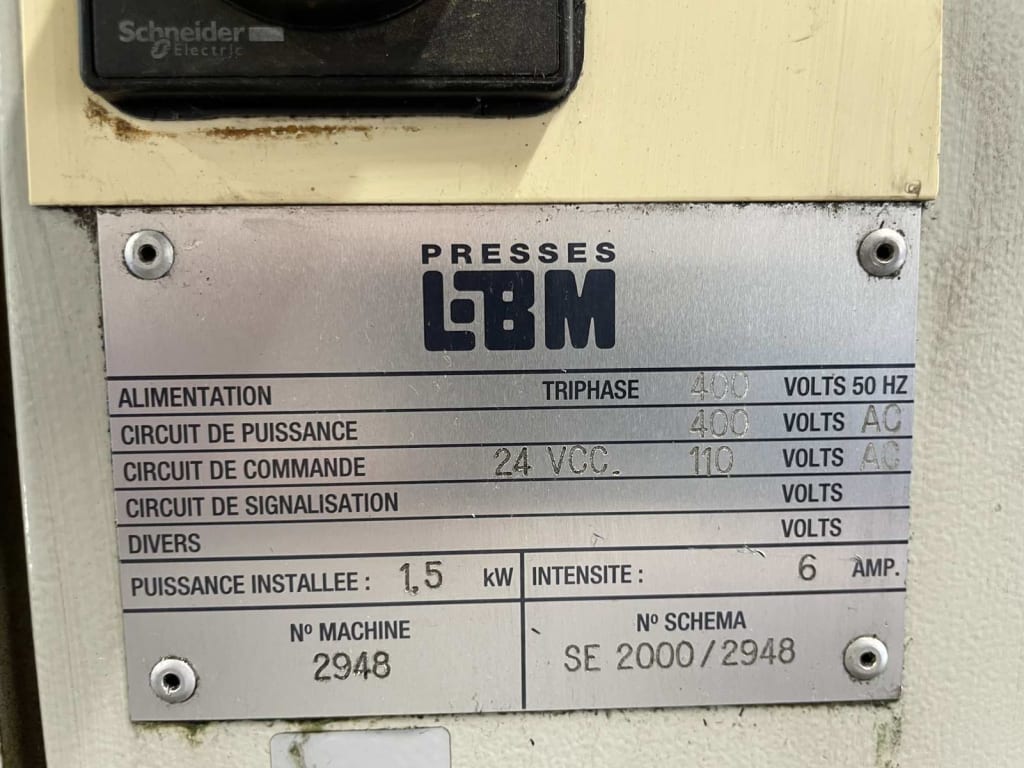 Schneider
Electric
PRESSES
LBM
ALIMENTATION TRIPHASE 400 VOLTS 50 HZ
CIRCUIT DE PUISSANCE 400 VOLTS AC
CIRCUIT DE COMMANDE 24 VCC. 110 VOLTS AC
CIRCUIT DE SIGNALISATION VOLTS
DIVERS VOLTS
PUISSANCE INSTALLEE : 1,5 kW INTENSITE : 6 AMP.
Nº MACHINE Nº SCHEMA
2948 SE 2000/2948